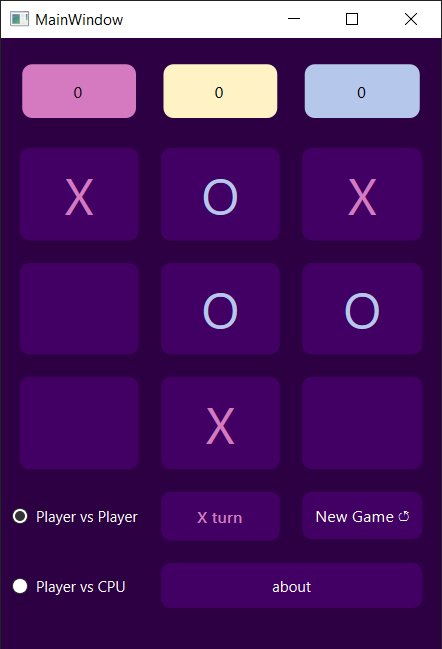 MainWindow
0 0 0
X O X
O O
X
Player vs Player X turn New Game
Player vs CPU about